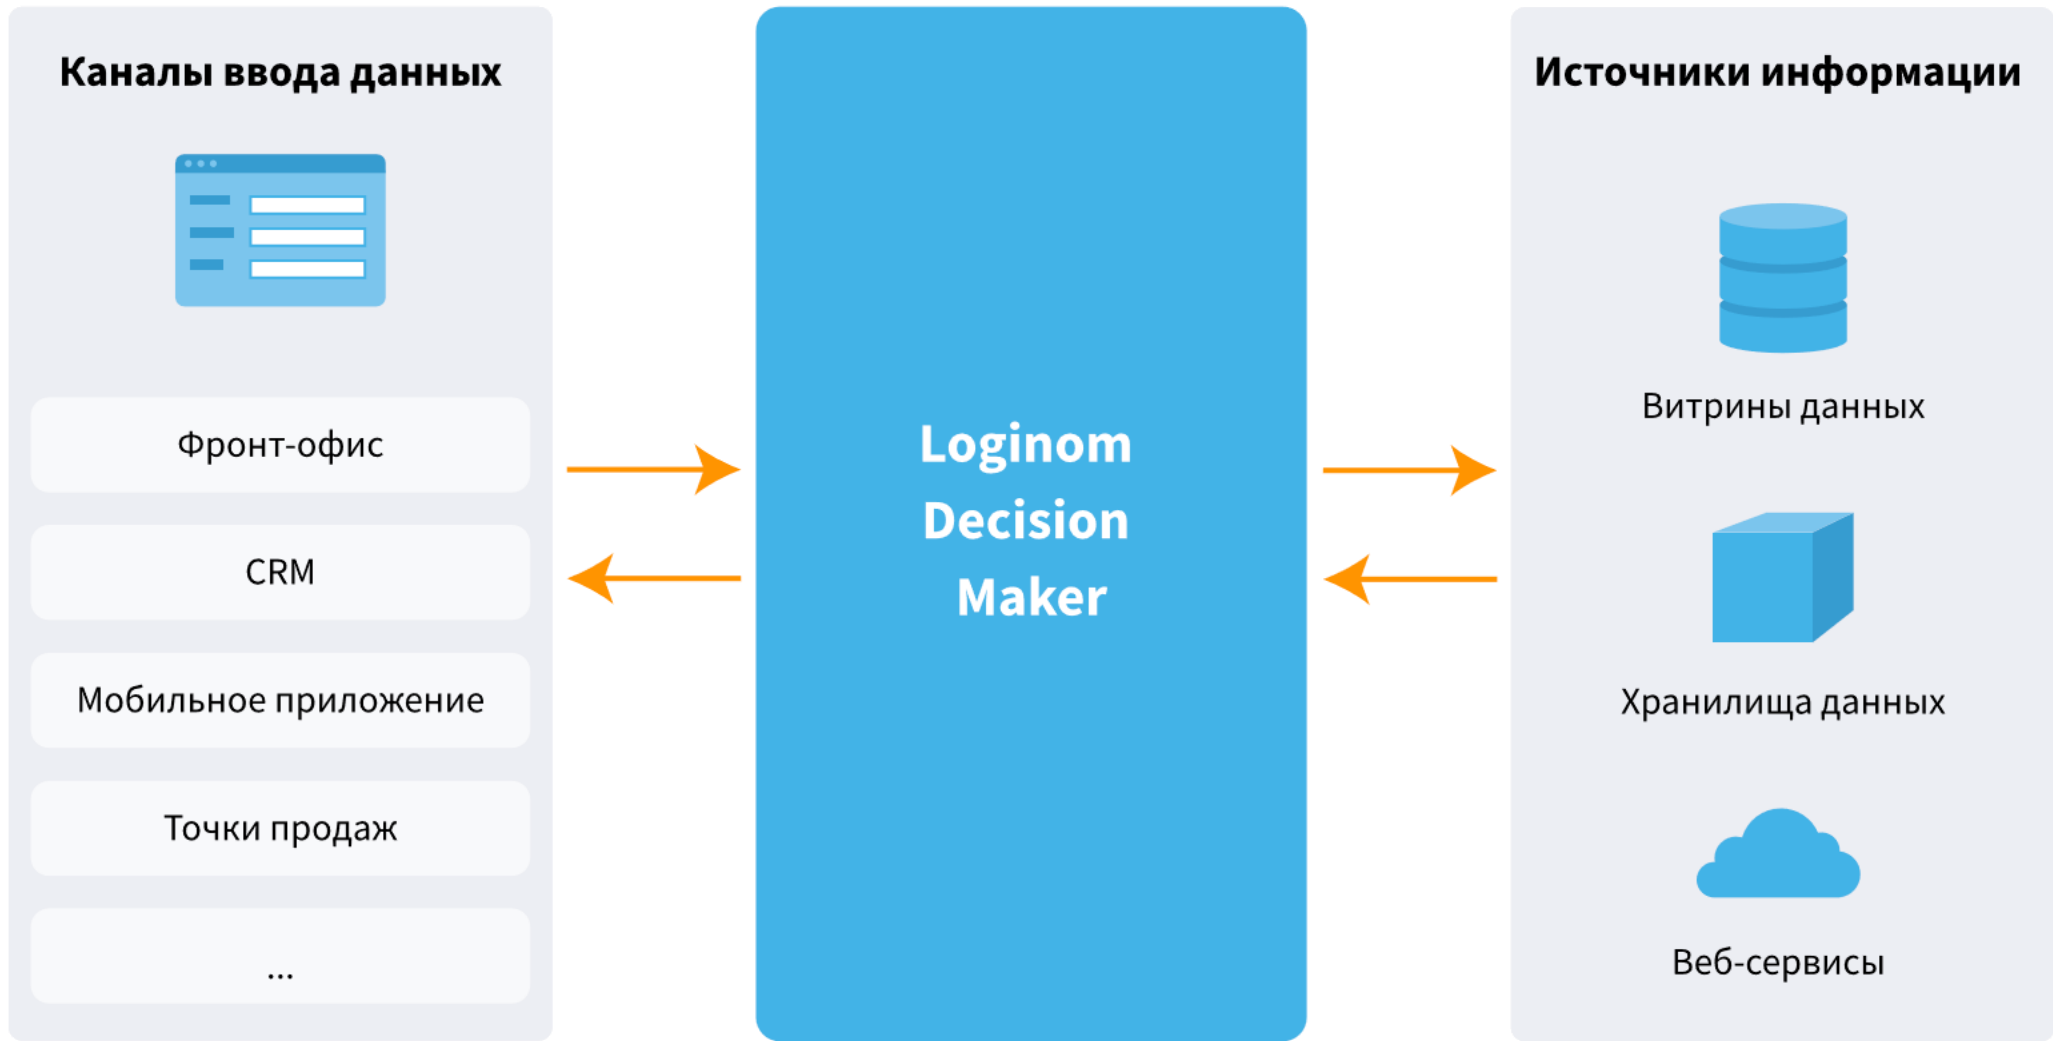 Каналы ввода данных
Фронт-офис
CRM
Мобильное приложение
Точки продаж
...
Loginom
Decision
Maker
Источники информации
Витрины данных
Хранилища данных
Веб-сервисы